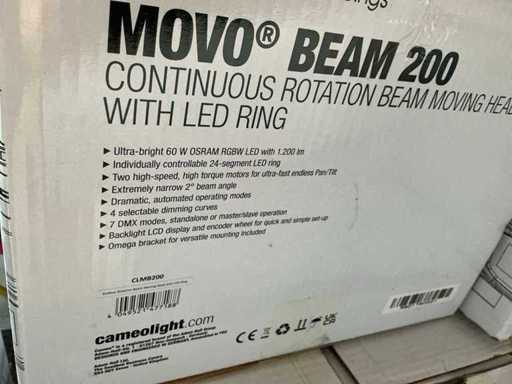 MOVO® BEAM 200
CONTINUOUS ROTATION BEAM MOVING HEAD
WITH LED RING
▸ Ultra-bright 60 W OSRAM RGBW LED with 1.200 lm
▸ Individually controllable 24-segment LED ring
▸ Two high-speed, high torque motors for ultra-fast endless Pan/Tilt
▸ Extremely narrow 2° beam angle
▸ Dramatic, automated operating modes
▸ 4 selectable dimming curves
▸ 7 DMX modes, standalone or master/slave operation
▸ Backlight LCD display and encoder wheel for quick and simple set-up
▸ Omega bracket for versatile mounting included
CLMB200
cameolight.com
CE UKCA